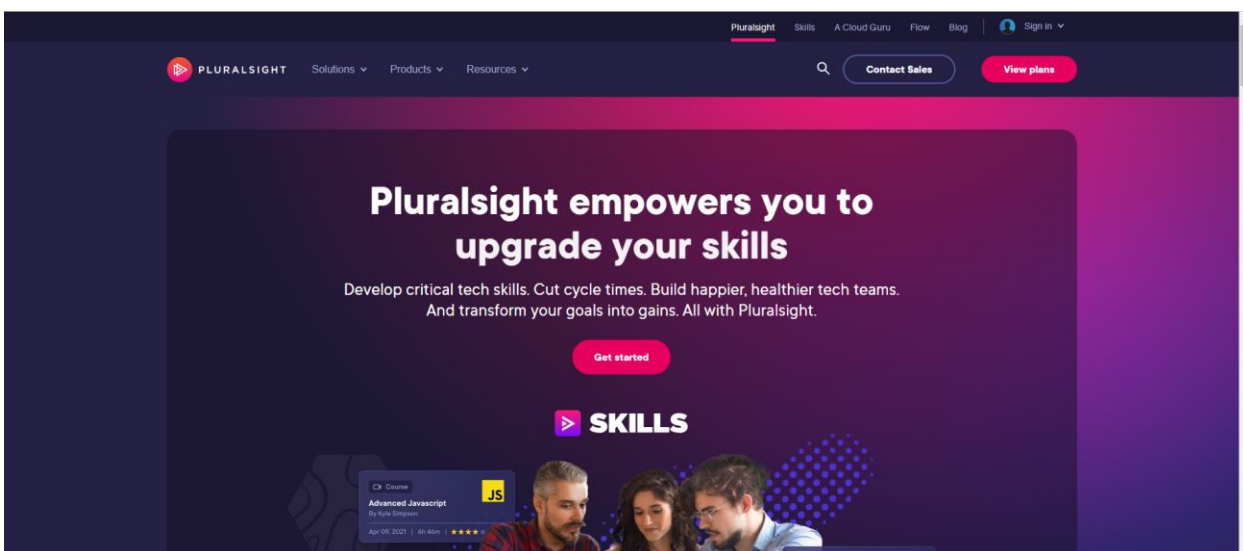 Pluralsight Skills A Cloud Guru Flow Blog Sign in
PLURALSIGHT Solutions Products Resources Contact Sales View plans
Pluralsight empowers you to
upgrade your skills
Develop critical tech skills. Cut cycle times. Build happier, healthier tech teams.
And transform your goals into gains. All with Pluralsight.
Get started
SKILLS
Course
JS
Advanced Javascript
By Kyle Simpson
Apr 09, 2021 | 6h 46m |